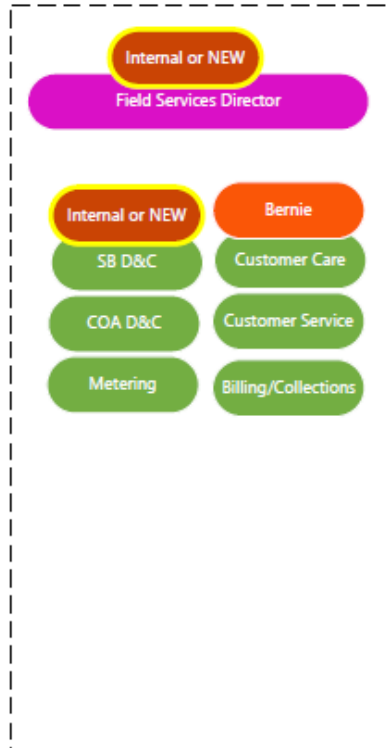 Internal or NEW
Field Services Director
Internal or NEW
SB D&C
COA D&C
Metering
Bernie
Customer Care
Customer Service
Billing/Collections